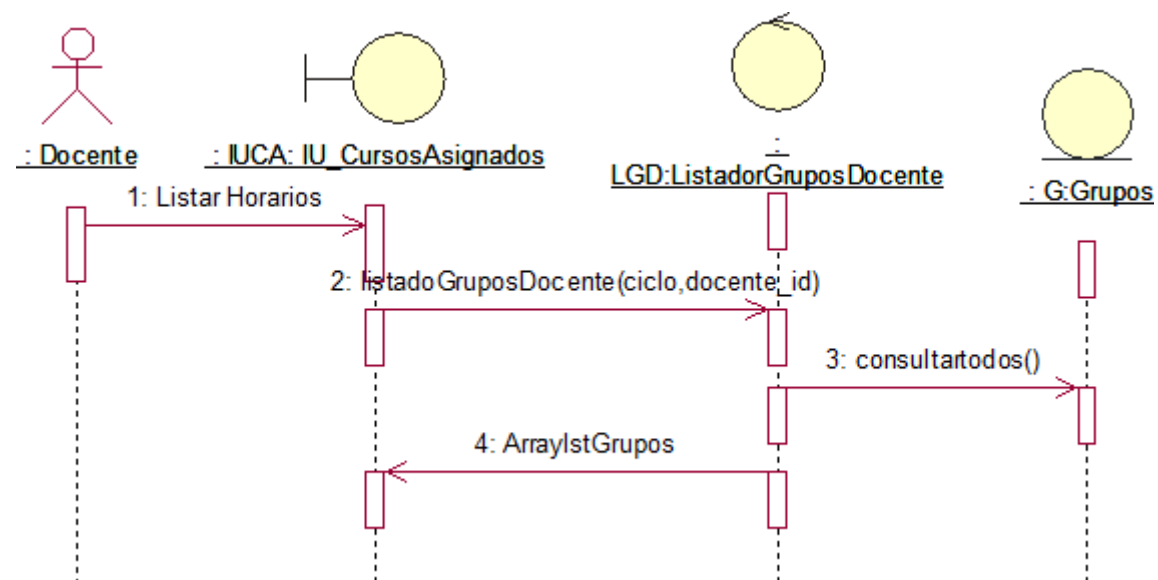 : Docente
: IUCA: IU_CursosAsignados
:
LGD:ListadorGruposDocente
: G:Grupos
1: Listar Horarios
2: listadoGruposDocente(ciclo,docente_id)
3: consultartodos()
4: ArraylstGrupos